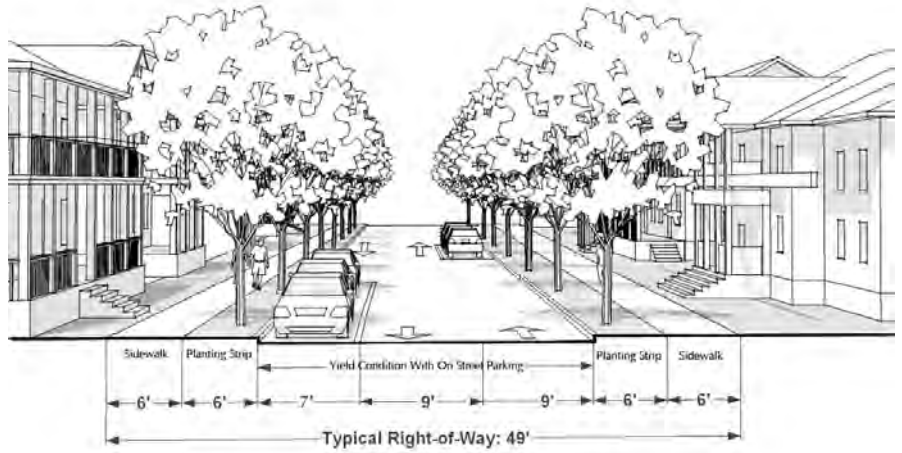 Sidewalk Planting Strip Yield Condition With On Street Parking Planting Strip Sidewalk
6' 6' 7' 9' 9' 6' 6'
Typical Right-of-Way: 49'